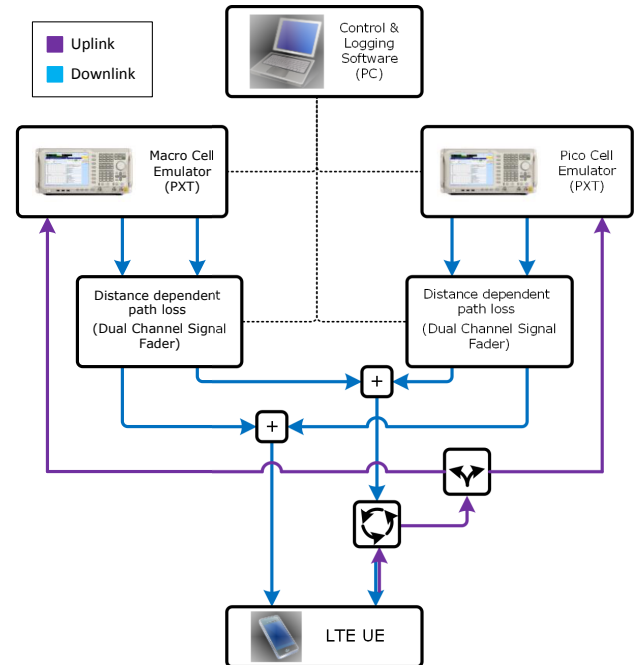 Uplink
Downlink
Control &
Logging
Software
(PC)
Macro Cell
Emulator
(PXT)
Pico Cell
Emulator
(PXT)
Distance dependent
path loss
(Dual Channel Signal
Fader)
Distance dependent
path loss
(Dual Channel Signal
Fader)
+
+
LTE UE